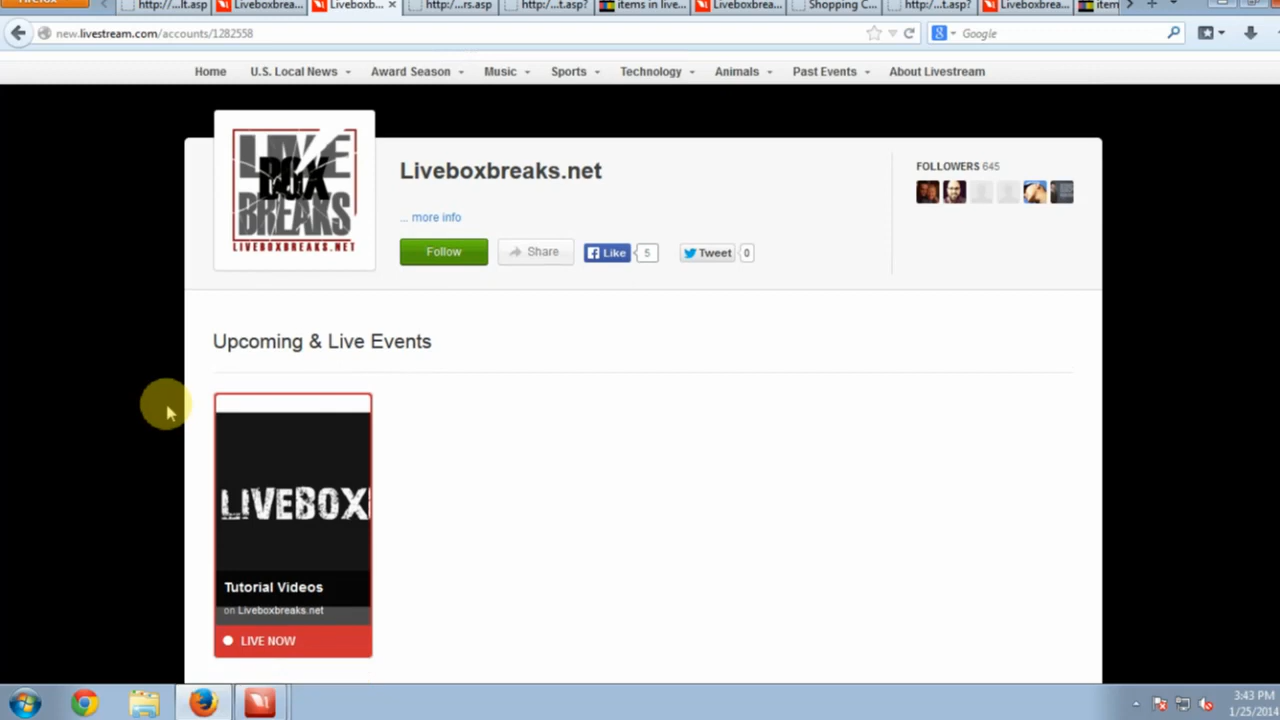 Firefox
http://...lt.asp
Liveboxbrea...
Liveboxb...
http:/...rs.asp
http:/...t.asp?
items in live...
Liveboxbrea...
Shopping C...
http:/...t.asp?
Liveboxbrea...
item
new.livestream.com/accounts/1282558
Google
Home
U.S. Local News
Award Season
Music
Sports
Technology
Animals
Past Events
About Livestream
LIVE
BOX
BREAKS
LIVEBOXBREAKS.NET
Liveboxbreaks.net
... more info
Follow
Share
Like
5
Tweet
0
FOLLOWERS 645
Upcoming & Live Events
LIVEBOX
Tutorial Videos
on Liveboxbreaks.net
LIVE NOW
3:43 PM
1/25/2014